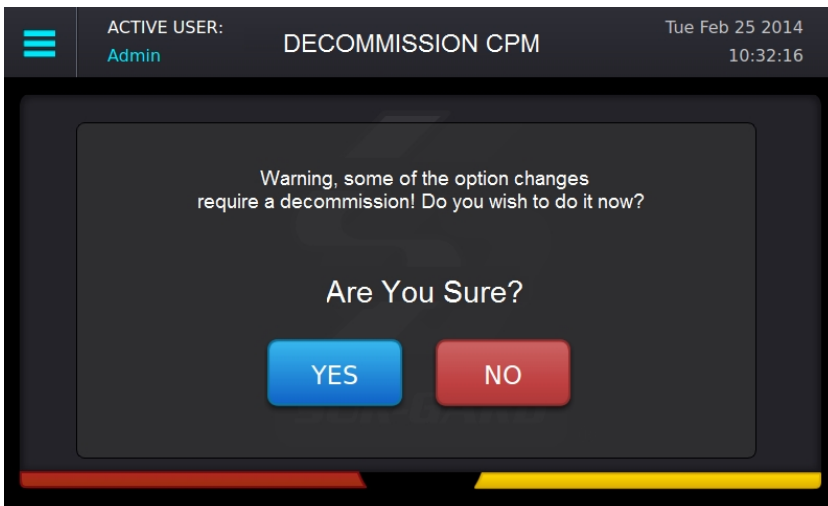 ACTIVE USER:
Admin
DECOMMISSION CPM
Tue Feb 25 2014
10:32:16
Warning, some of the option changes
require a decommission! Do you wish to do it now?
Are You Sure?
YES
NO